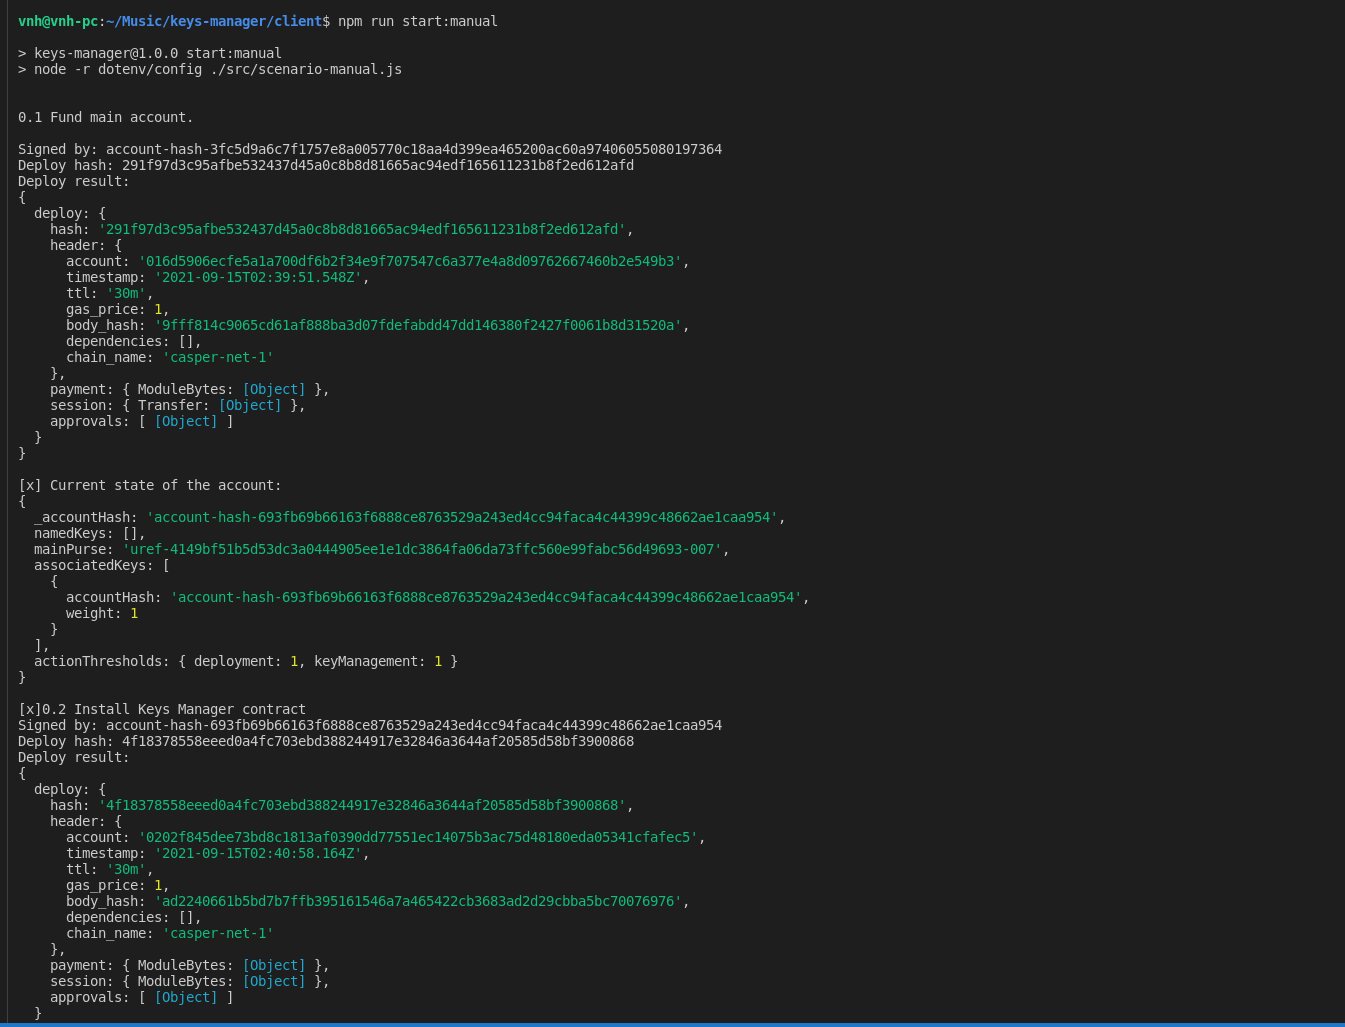 vnh@vnh-pc:~/Music/keys-manager/client$ npm run start:manual
> keys-manager@1.0.0 start:manual
> node -r dotenv/config ./src/scenario-manual.js
0.1 Fund main account.
Signed by: account-hash-3fc5d9a6c7f1757e8a005770c18aa4d399ea465200ac60a97406055080197364
Deploy hash: 291f97d3c95afbe532437d45a0c8b8d81665ac94edf165611231b8f2ed612afd
Deploy result:
{
  deploy: {
    hash: '291f97d3c95afbe532437d45a0c8b8d81665ac94edf165611231b8f2ed612afd',
    header: {
      account: '016d5906ecfe5a1a700df6b2f34e9f707547c6a377e4a8d09762667460b2e549b3',
      timestamp: '2021-09-15T02:39:51.548Z',
      ttl: '30m',
      gas_price: 1,
      body_hash: '9fff814c9065cd61af888ba3d07fdefabdd47dd146380f2427f0061b8d31520a',
      dependencies: [],
      chain_name: 'casper-net-1'
    },
    payment: { ModuleBytes: [Object] },
    session: { Transfer: [Object] },
    approvals: [ [Object] ]
  }
}
[x] Current state of the account:
{
  _accountHash: 'account-hash-693fb69b66163f6888ce8763529a243ed4cc94faca4c44399c48662ae1caa954',
  namedKeys: [],
  mainPurse: 'uref-4149bf51b5d53dc3a0444905ee1e1dc3864fa06da73ffc560e99fabc56d49693-007',
  associatedKeys: [
    {
      accountHash: 'account-hash-693fb69b66163f6888ce8763529a243ed4cc94faca4c44399c48662ae1caa954',
      weight: 1
    }
  ],
  actionThresholds: { deployment: 1, keyManagement: 1 }
}
[x]0.2 Install Keys Manager contract
Signed by: account-hash-693fb69b66163f6888ce8763529a243ed4cc94faca4c44399c48662ae1caa954
Deploy hash: 4f18378558eeed0a4fc703ebd388244917e32846a3644af20585d58bf3900868
Deploy result:
{
  deploy: {
    hash: '4f18378558eeed0a4fc703ebd388244917e32846a3644af20585d58bf3900868',
    header: {
      account: '0202f845dee73bd8c1813af0390dd77551ec14075b3ac75d48180eda05341cfafec5',
      timestamp: '2021-09-15T02:40:58.164Z',
      ttl: '30m',
      gas_price: 1,
      body_hash: 'ad2240661b5bd7b7ffb395161546a7a465422cb3683ad2d29cbba5bc70076976',
      dependencies: [],
      chain_name: 'casper-net-1'
    },
    payment: { ModuleBytes: [Object] },
    session: { ModuleBytes: [Object] },
    approvals: [ [Object] ]
  }